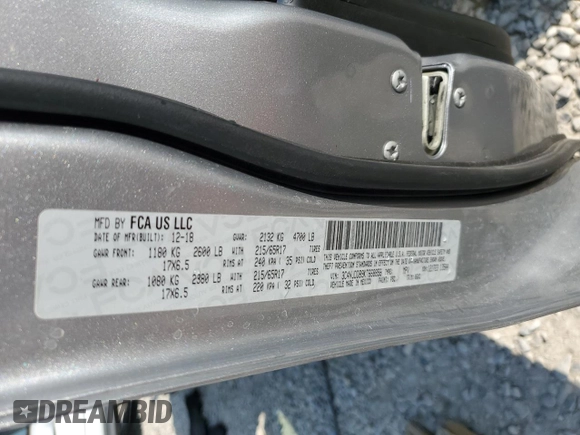 MFD BY FCA US LLC
DATE OF MFR(BUILT): 12-18 GVWR: 2132 KG 4700 LB
GAWR FRONT: 1180 KG 2600 LB WITH 215/65R17
17X6.5 RIMS AT 240 KPA ( 35 PSI) COLD
GAWR REAR: 1080 KG 2380 LB WITH 215/65R17
17X6.5 RIMS AT 220 KPA ( 32 PSI) COLD
THIS VEHICLE CONFORMS TO ALL APPLICABLE U.S.A. FEDERAL MOTOR VEHICLE SAFETY AND
THEFT PREVENTION STANDARDS IN EFFECT ON THE DATE OF MANUFACTURE SHOWN ABOVE.
VIN: TYPE: MPV
VEHICLE MADE IN MEXICO PAINT:
DREAMBID